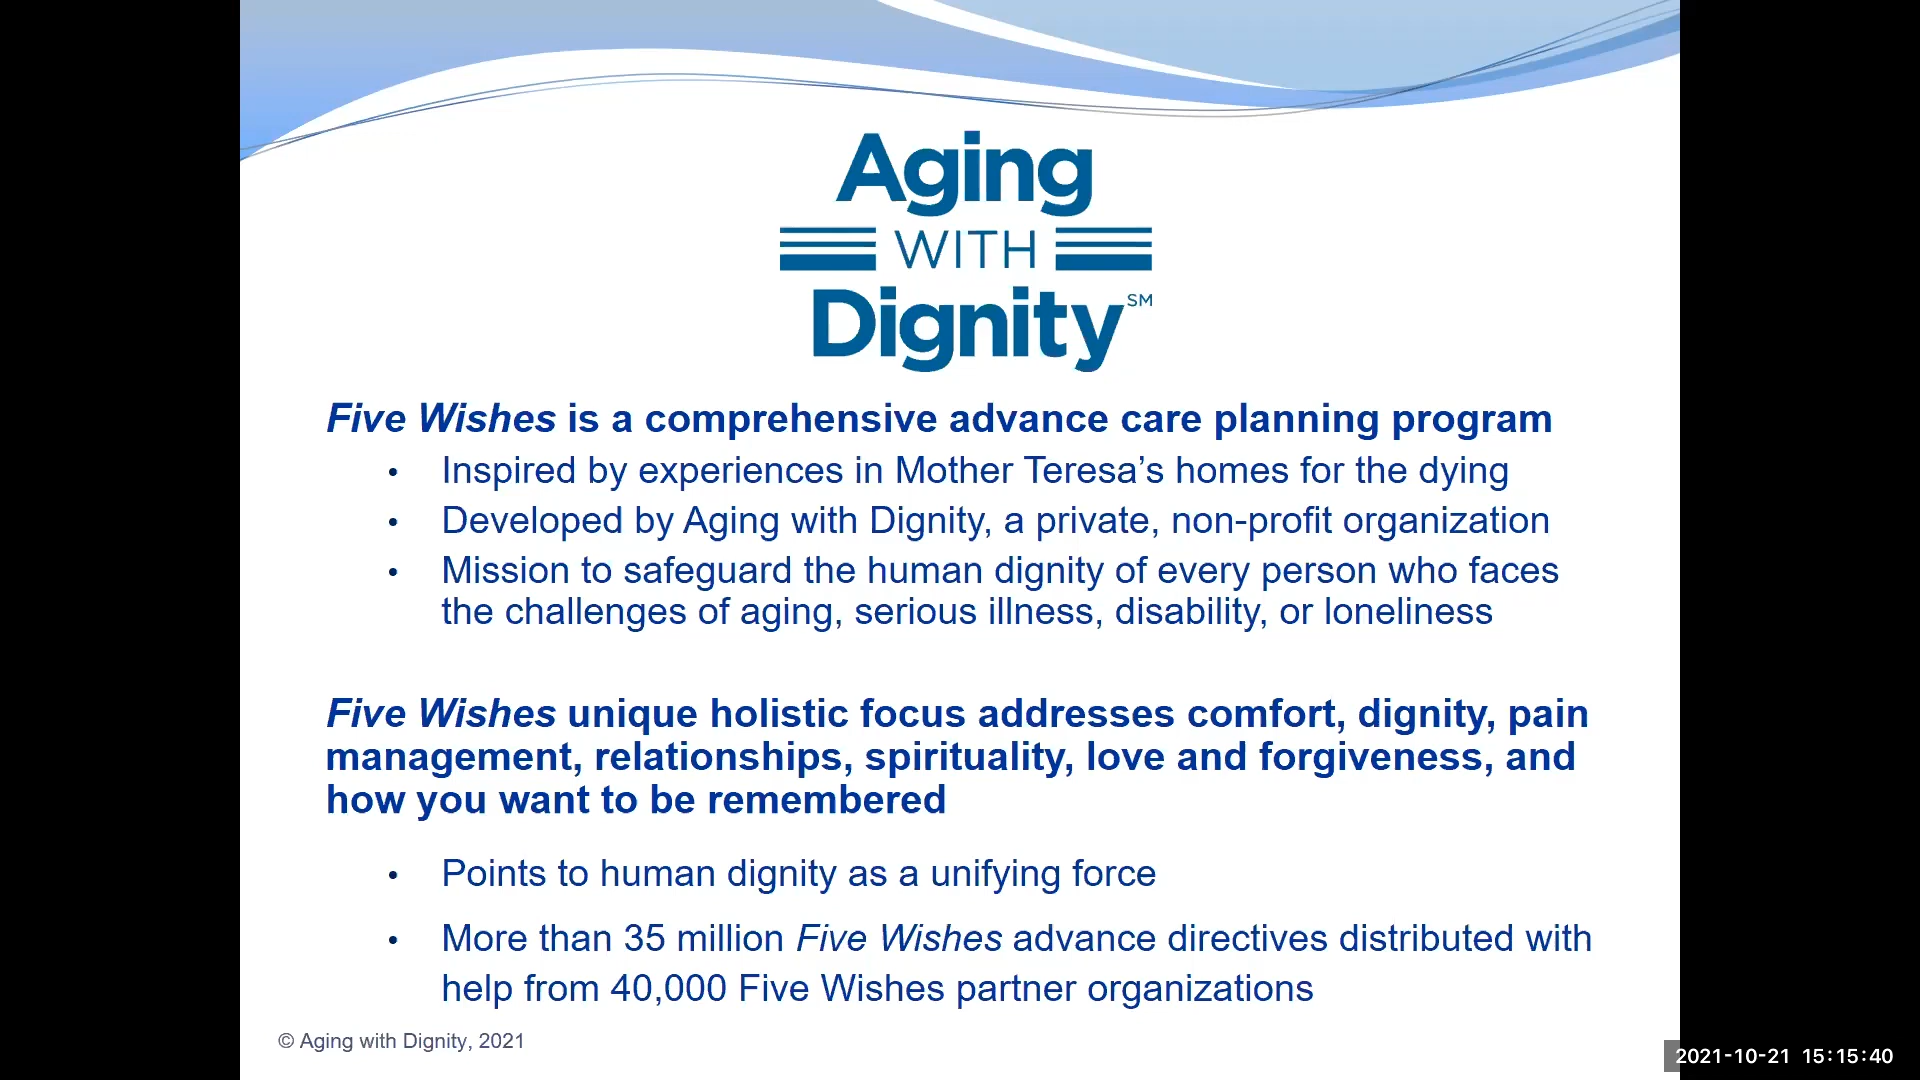 Aging
WITH
Dignity SM
Five Wishes is a comprehensive advance care planning program
• Inspired by experiences in Mother Teresa’s homes for the dying
• Developed by Aging with Dignity, a private, non-profit organization
• Mission to safeguard the human dignity of every person who faces
the challenges of aging, serious illness, disability, or loneliness
Five Wishes unique holistic focus addresses comfort, dignity, pain
management, relationships, spirituality, love and forgiveness, and
how you want to be remembered
• Points to human dignity as a unifying force
• More than 35 million Five Wishes advance directives distributed with
help from 40,000 Five Wishes partner organizations
© Aging with Dignity, 2021
2021-10-21 15:15:40